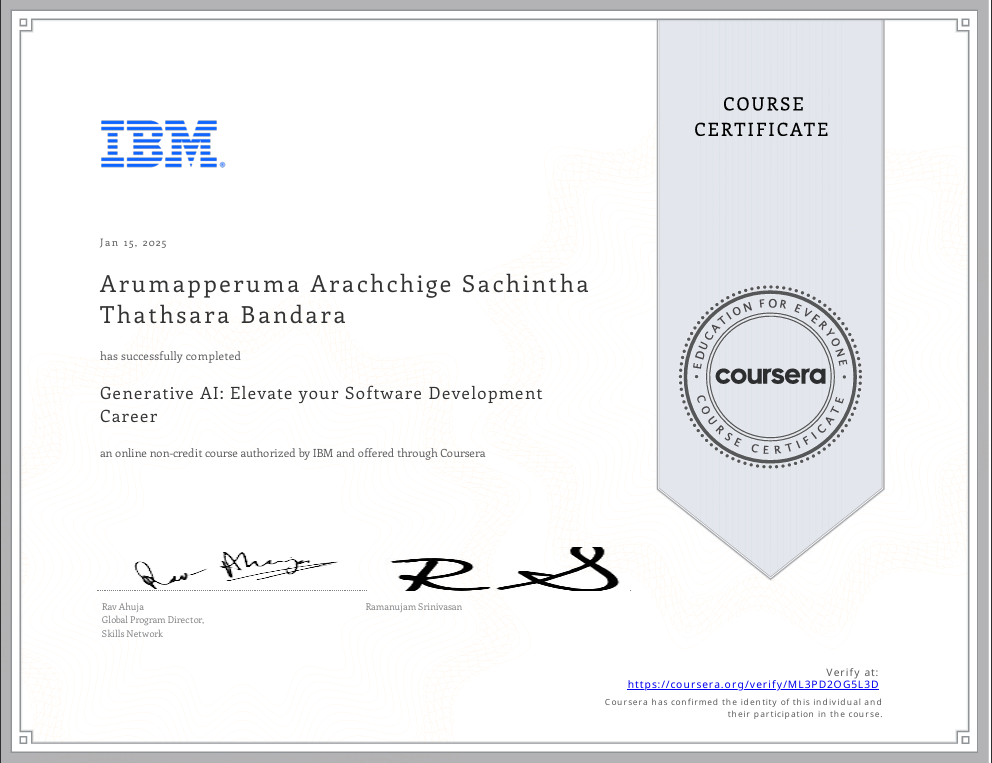 COURSE
CERTIFICATE
IBM®
Jan 15, 2025
Arumapperuma Arachchige Sachintha
Thathsara Bandara
has successfully completed
Generative AI: Elevate your Software Development
Career
an online non-credit course authorized by IBM and offered through Coursera
EDUCATION FOR EVERYONE
coursera
COURSE CERTIFICATE
Rav Ahuja
Rav Ahuja
Global Program Director,
Skills Network
RS
Ramanujam Srinivasan
Verify at:
https://coursera.org/verify/ML3PD2OG5L3D
Coursera has confirmed the identity of this individual and
their participation in the course.